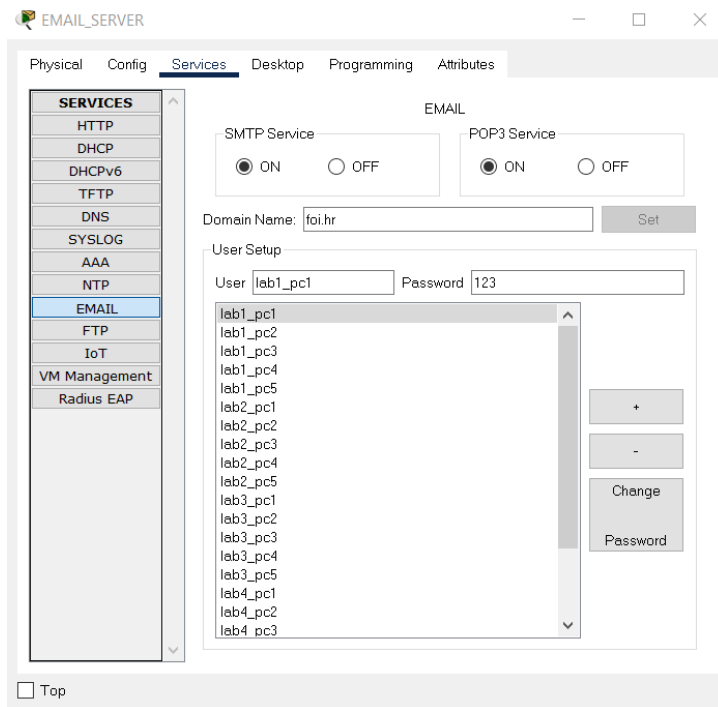 EMAIL_SERVER
Physical Config Services Desktop Programming Attributes
SERVICES
HTTP
DHCP
DHCPv6
TFTP
DNS
SYSLOG
AAA
NTP
EMAIL
FTP
IoT
VM Management
Radius EAP
EMAIL
SMTP Service
ON OFF
POP3 Service
ON OFF
Domain Name: foi.hr Set
User Setup
User lab1_pc1 Password 123
lab1_pc1
lab1_pc2
lab1_pc3
lab1_pc4
lab1_pc5
lab2_pc1
lab2_pc2
lab2_pc3
lab2_pc4
lab2_pc5
lab3_pc1
lab3_pc2
lab3_pc3
lab3_pc4
lab3_pc5
lab4_pc1
lab4_pc2
lab4_pc3
+
-
Change
Password
Top